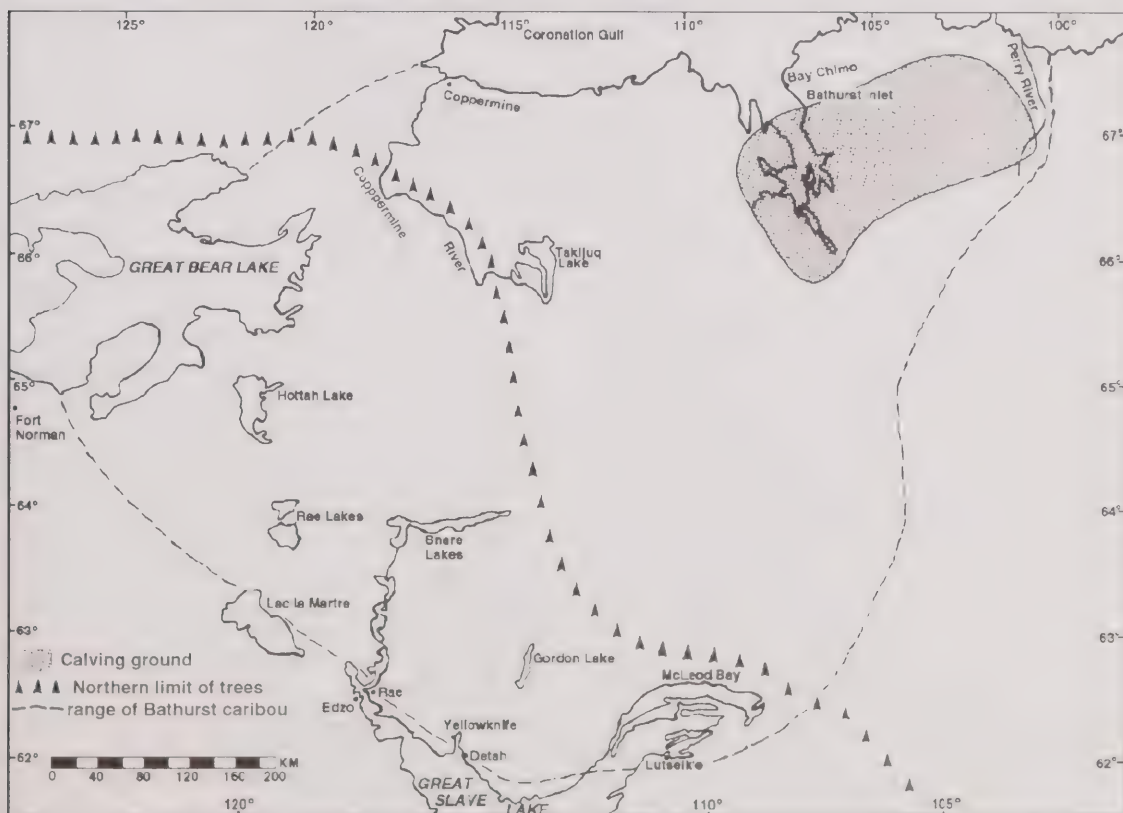 125°
120°
115°
110°
105°
100°
Coronation Gulf
Perry River
Bay Chimo
Bathurst Inlet
Coppermine
67°
67°
Coppermine
River
66°
66°
Takijuq
Lake
GREAT BEAR LAKE
65°
65°
Hottah Lake
Fort
Norman
64°
64°
Rae Lakes
Snare
Lakes
Lac la Martre
63°
63°
Calving ground
Gordon Lake
McLeod Bay
Northern limit of trees
Rae
range of Bathurst caribou
Edzo
Yellowknife
Detah
62°
62°
KM
0 40 80 120 160 200
Lutselk'e
GREAT
SLAVE
LAKE
120°
110°
105°